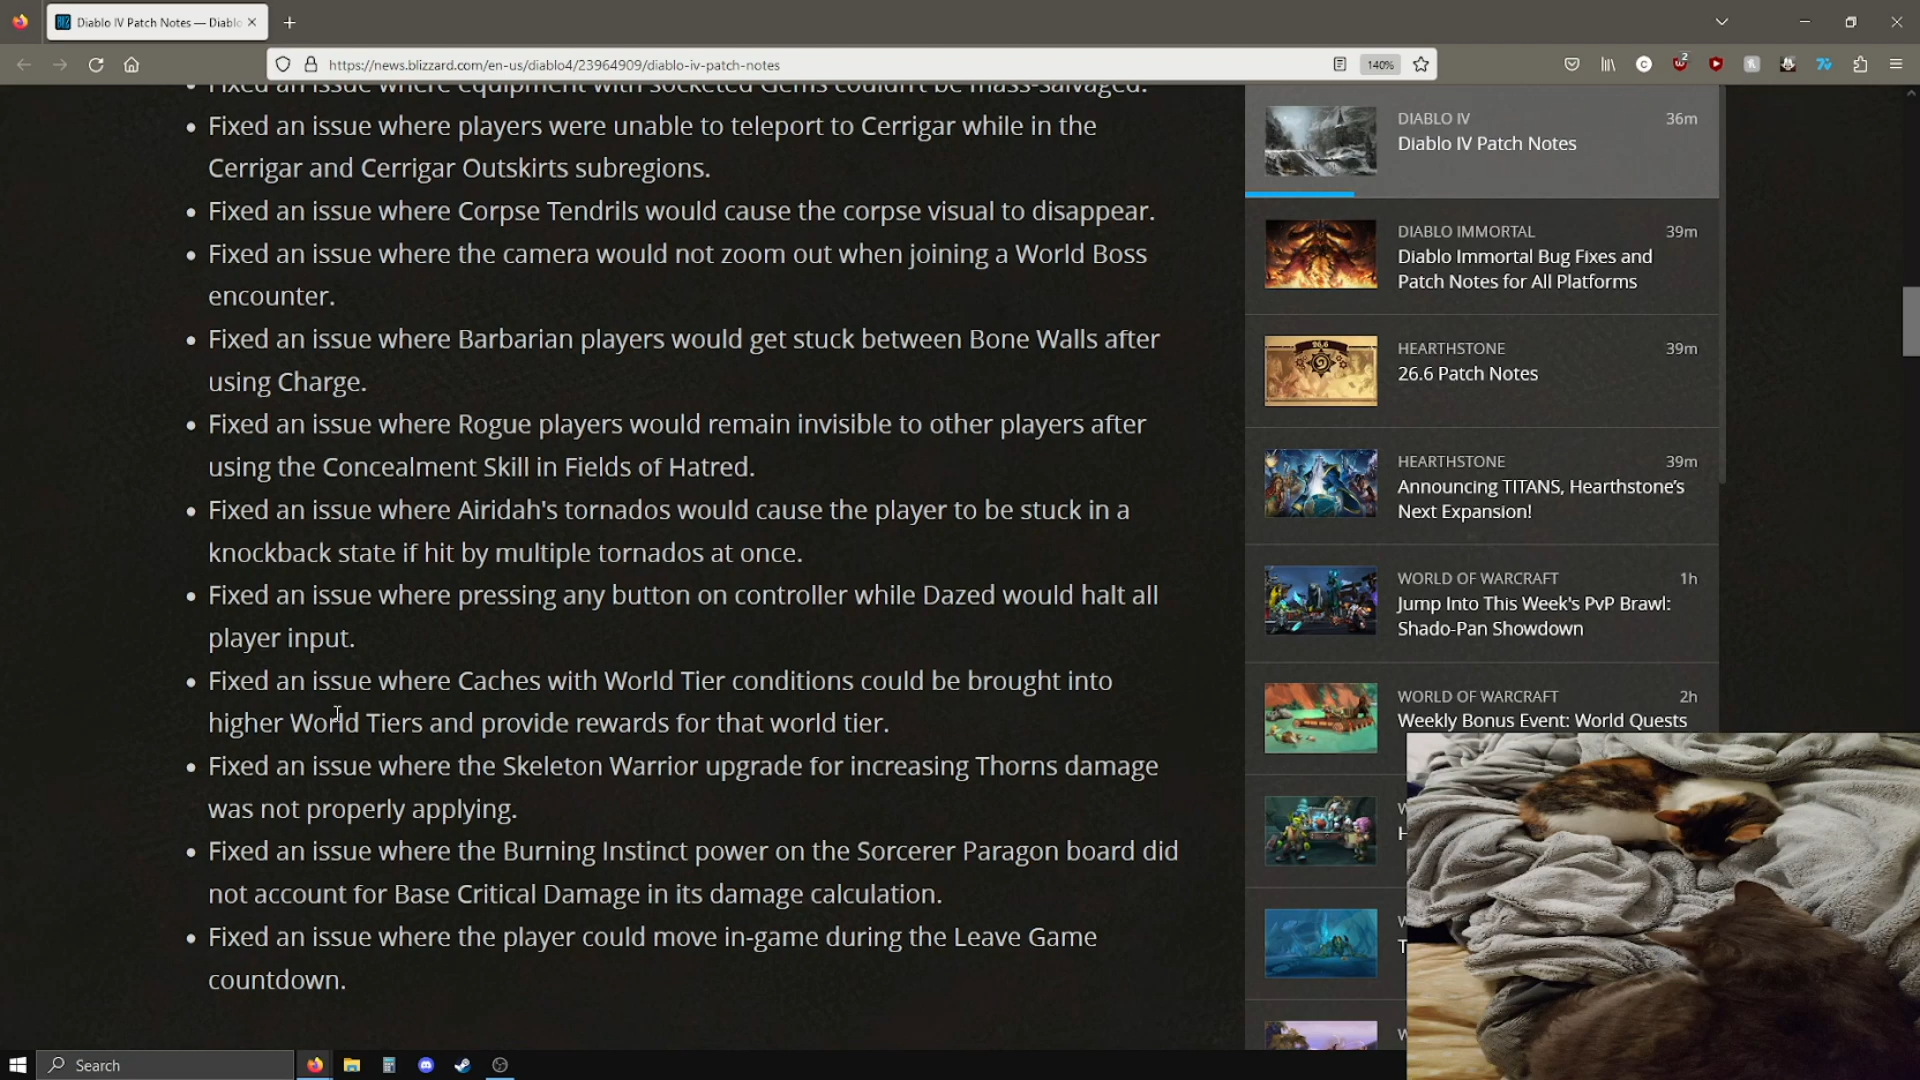 Diablo IV Patch Notes — Diablo
https://news.blizzard.com/en-us/diablo4/23964909/diablo-iv-patch-notes
140%
2
Fixed an issue where equipment with socketed Gems couldn't be mass-salvaged.
Fixed an issue where players were unable to teleport to Cerrigar while in the
Cerrigar and Cerrigar Outskirts subregions.
Fixed an issue where Corpse Tendrils would cause the corpse visual to disappear.
Fixed an issue where the camera would not zoom out when joining a World Boss
encounter.
Fixed an issue where Barbarian players would get stuck between Bone Walls after
using Charge.
Fixed an issue where Rogue players would remain invisible to other players after
using the Concealment Skill in Fields of Hatred.
Fixed an issue where Airidah's tornados would cause the player to be stuck in a
knockback state if hit by multiple tornados at once.
Fixed an issue where pressing any button on controller while Dazed would halt all
player input.
Fixed an issue where Caches with World Tier conditions could be brought into
higher World Tiers and provide rewards for that world tier.
Fixed an issue where the Skeleton Warrior upgrade for increasing Thorns damage
was not properly applying.
Fixed an issue where the Burning Instinct power on the Sorcerer Paragon board did
not account for Base Critical Damage in its damage calculation.
Fixed an issue where the player could move in-game during the Leave Game
countdown.
DIABLO IV 36m
Diablo IV Patch Notes
DIABLO IMMORTAL 39m
Diablo Immortal Bug Fixes and
Patch Notes for All Platforms
HEARTHSTONE 39m
26.6 Patch Notes
HEARTHSTONE 39m
Announcing TITANS, Hearthstone’s
Next Expansion!
WORLD OF WARCRAFT 1h
Jump Into This Week's PvP Brawl:
Shado-Pan Showdown
WORLD OF WARCRAFT 2h
Weekly Bonus Event: World Quests
Search